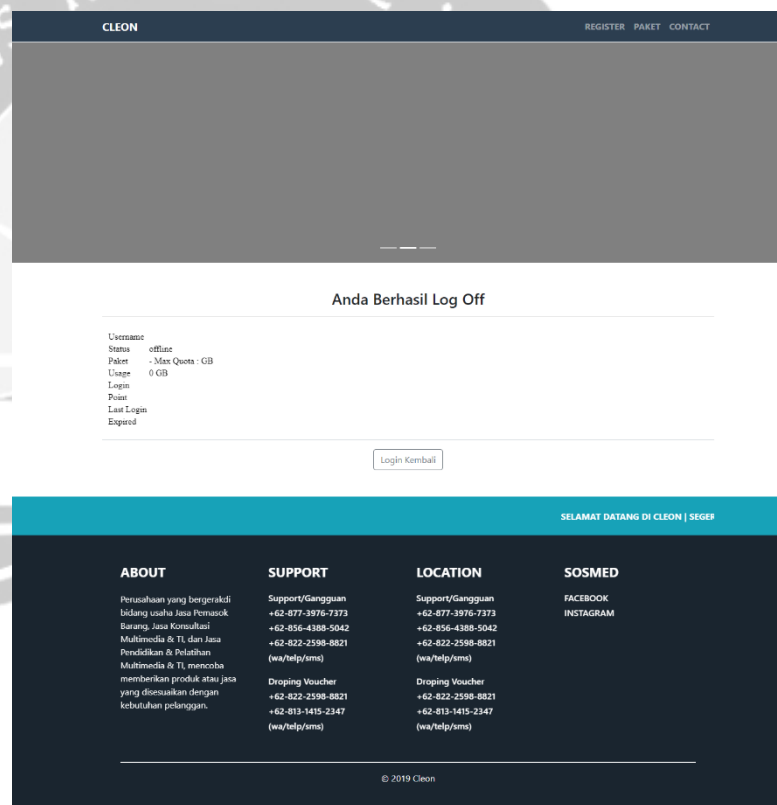 CLEON
REGISTER PAKET CONTACT
Anda Berhasil Log Off
Username
Status offline
Paket - Max Quota : GB
Usage 0 GB
Login
Point
Last Login
Expired
Login Kembali
SELAMAT DATANG DI CLEON | SEGER
ABOUT
Perusahaan yang bergerakdi
bidang usaha Jasa Pemasok
Barang, Jasa Konsultasi
Multimedia & TI, dan Jasa
Pendidikan & Pelatihan
Multimedia & TI, mencoba
memberikan produk atau jasa
yang disesuaikan dengan
kebutuhan pelanggan.
SUPPORT
Support/Gangguan
+62-877-3976-7373
+62-856-4388-5042
+62-822-2598-8821
(wa/telp/sms)
Droping Voucher
+62-822-2598-8821
+62-813-1415-2347
(wa/telp/sms)
LOCATION
Support/Gangguan
+62-877-3976-7373
+62-856-4388-5042
+62-822-2598-8821
(wa/telp/sms)
Droping Voucher
+62-822-2598-8821
+62-813-1415-2347
(wa/telp/sms)
SOSMED
FACEBOOK
INSTAGRAM
© 2019 Cleon